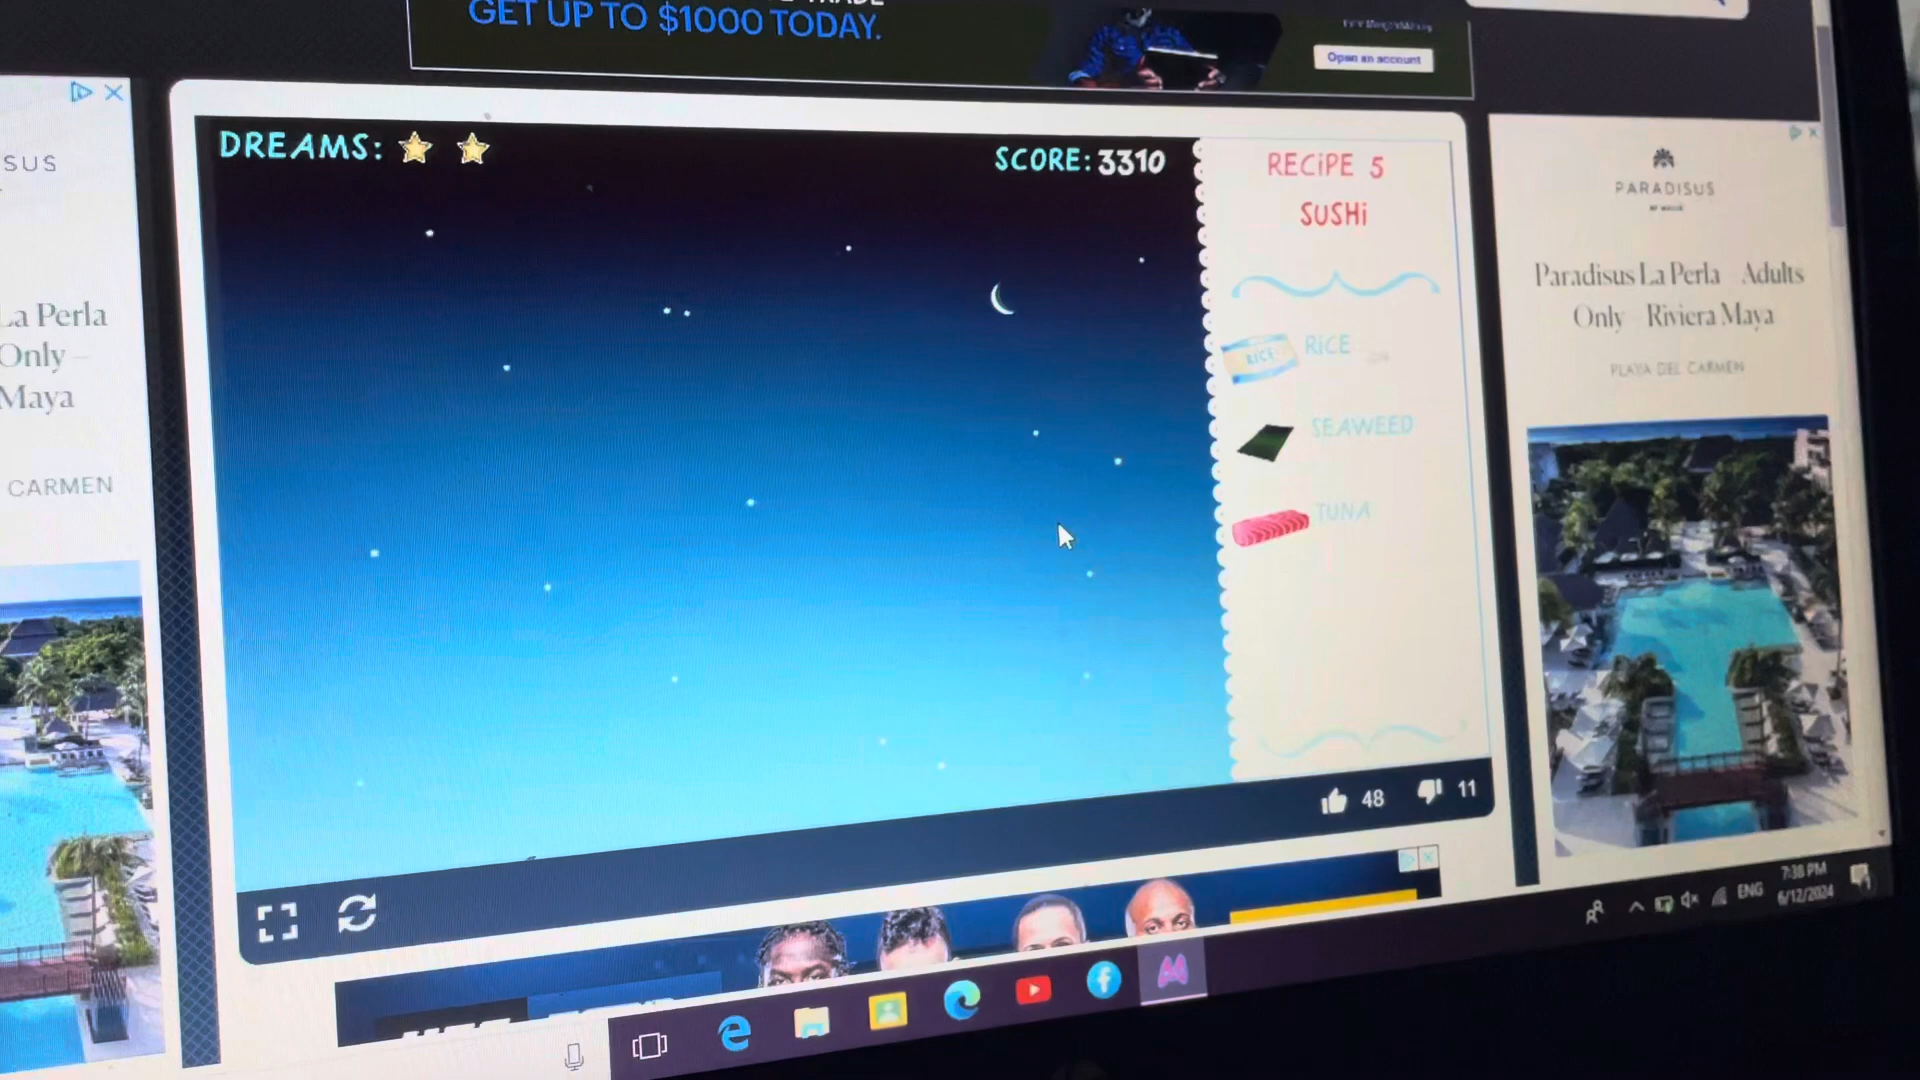 GET UP TO $1000 TODAY.
Open an account
SUS
La Perla
Only –
Maya
CARMEN
DREAMS:
SCORE: 3310
RECIPE 5
SUSHI
RICE
RICE
SEAWEED
TUNA
48
11
PARADISUS
Paradisus La Perla – Adults
Only – Riviera Maya
PLAYA DEL CARMEN
ENG
7:38 PM
6/12/2024